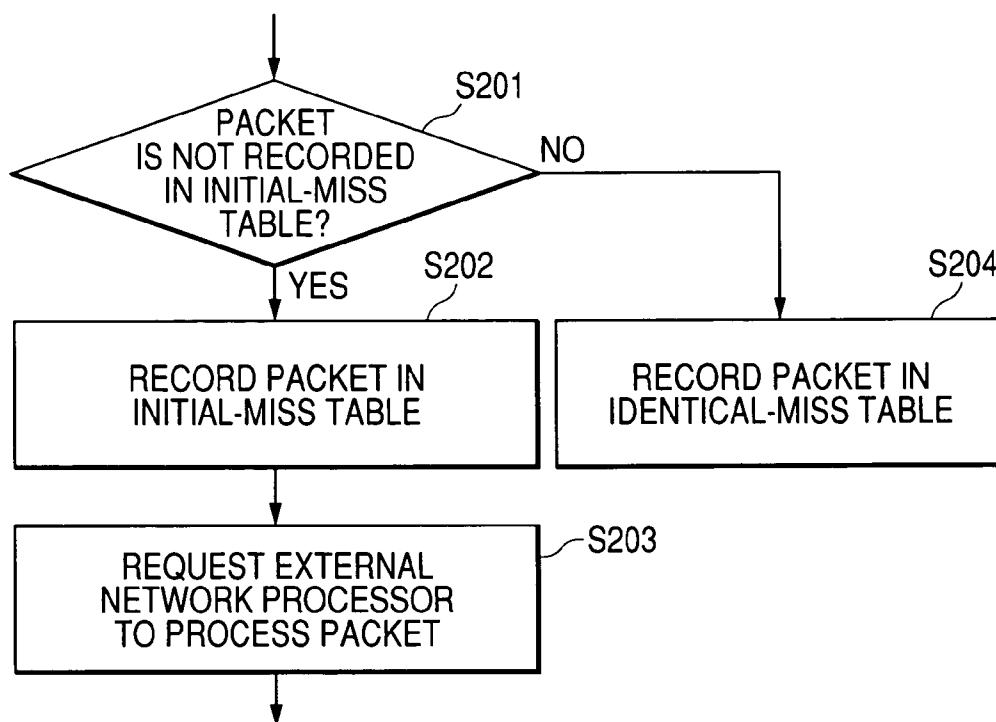 S201
PACKET
IS NOT RECORDED
IN INITIAL-MISS
TABLE?
NO
YES
S202
RECORD PACKET IN
INITIAL-MISS TABLE
S204
RECORD PACKET IN
IDENTICAL-MISS TABLE
S203
REQUEST EXTERNAL
NETWORK PROCESSOR
TO PROCESS PACKET